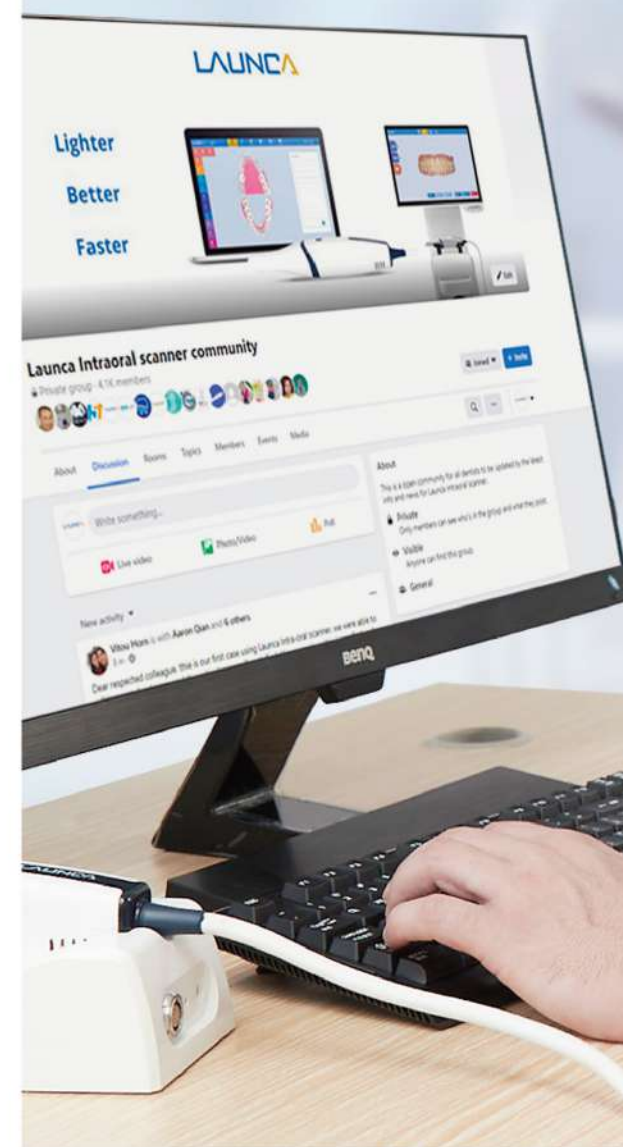 LAUNCA
Lighter
Better
Faster
Edit
Launca Intraoral scanner community
Private group · 4.1K members
Joined
+ Invite
About Discussion Rooms Topics Members Events Media
Write something...
Live video
Photo/Video
Poll
About
This is a open community for all dentists to be updated by the latest
info and news for Launca intraoral scanner.
Private
Only members can see who's in the group and what they post.
Visible
Anyone can find this group.
General
New activity
Vitou Horn is with Aaron Qian and 6 others
Dear respected colleague, this is our first case using Launca Intra-oral scanner, we were able to
BenQ
LAUNCA